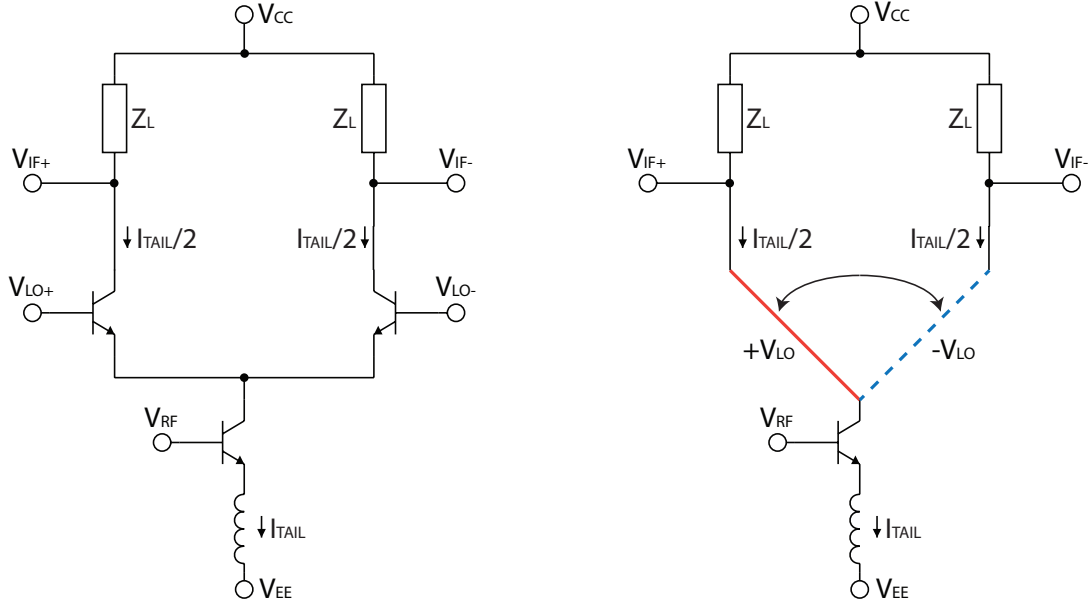 VCC
ZL
ZL
VIF+
VIF-
ITAIL/2
ITAIL/2
VLO+
VLO-
VRF
ITAIL
VEE
VCC
ZL
ZL
VIF+
VIF-
ITAIL/2
ITAIL/2
+VLO
-VLO
VRF
ITAIL
VEE